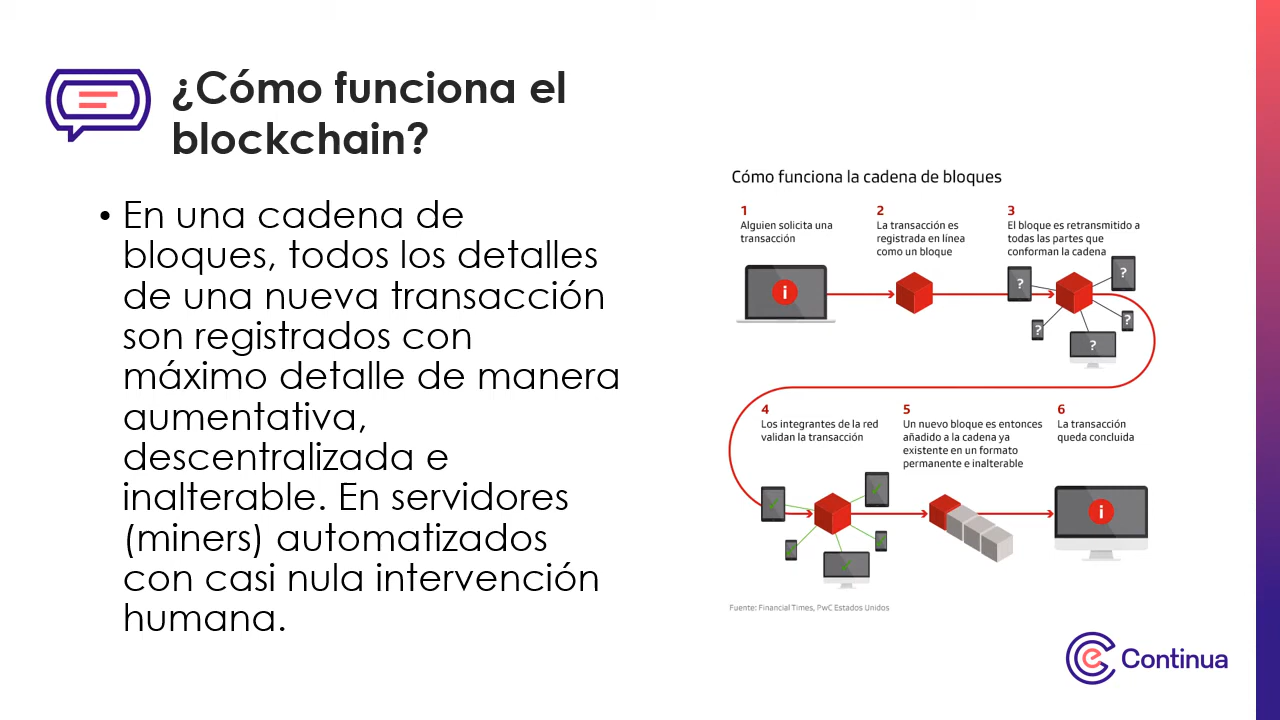 ¿Cómo funciona el
blockchain?
• En una cadena de
bloques, todos los detalles
de una nueva transacción
son registrados con
máximo detalle de manera
aumentativa,
descentralizada e
inalterable. En servidores
(miners) automatizados
con casi nula intervención
humana.
Cómo funciona la cadena de bloques
1
Alguien solicita una
transacción
2
La transacción es
registrada en línea
como un bloque
3
El bloque es retransmitido a
todas las partes que
conforman la cadena
i
?
?
?
?
?
4
Los integrantes de la red
validan la transacción
5
Un nuevo bloque es entonces
añadido a la cadena ya
existente en un formato
permanente e inalterable
6
La transacción
queda concluida
i
Fuente: Financial Times, PwC Estados Unidos
e Continua